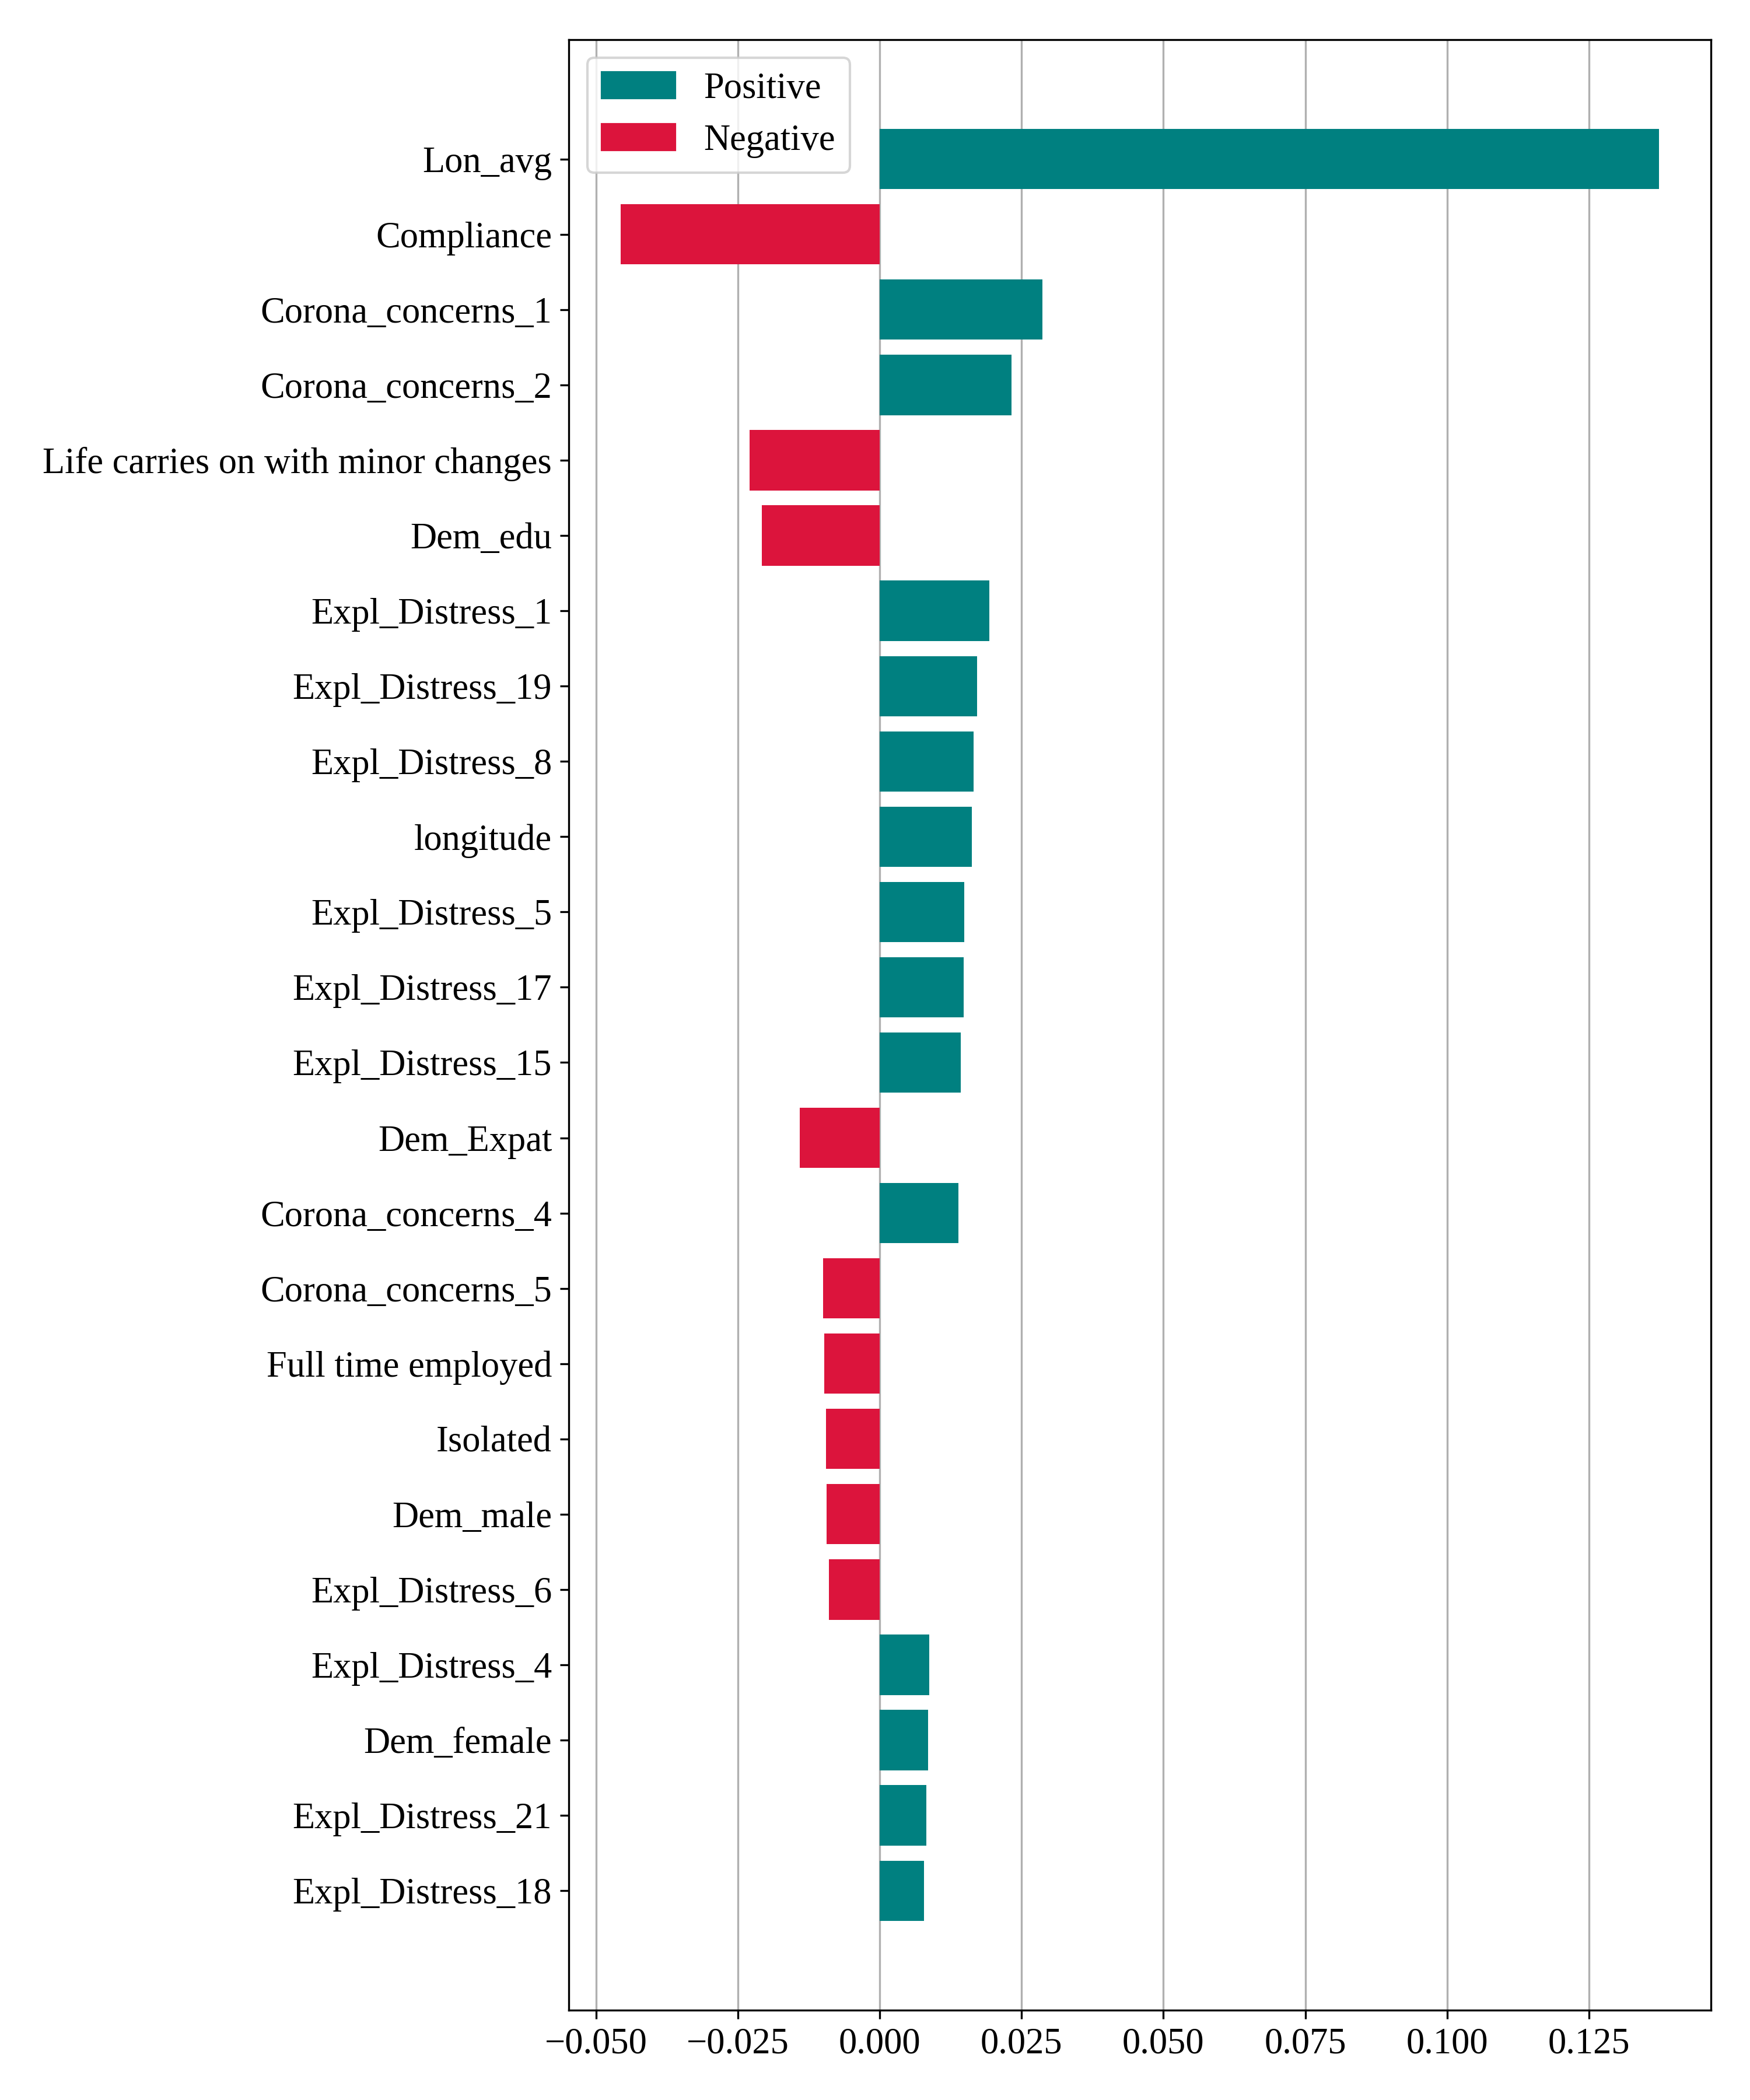 Positive
Negative
Lon_avg
Compliance
Corona_concerns_1
Corona_concerns_2
Life carries on with minor changes
Dem_edu
Expl_Distress_1
Expl_Distress_19
Expl_Distress_8
longitude
Expl_Distress_5
Expl_Distress_17
Expl_Distress_15
Dem_Expat
Corona_concerns_4
Corona_concerns_5
Full time employed
Isolated
Dem_male
Expl_Distress_6
Expl_Distress_4
Dem_female
Expl_Distress_21
Expl_Distress_18
−0.050 −0.025 0.000 0.025 0.050 0.075 0.100 0.125